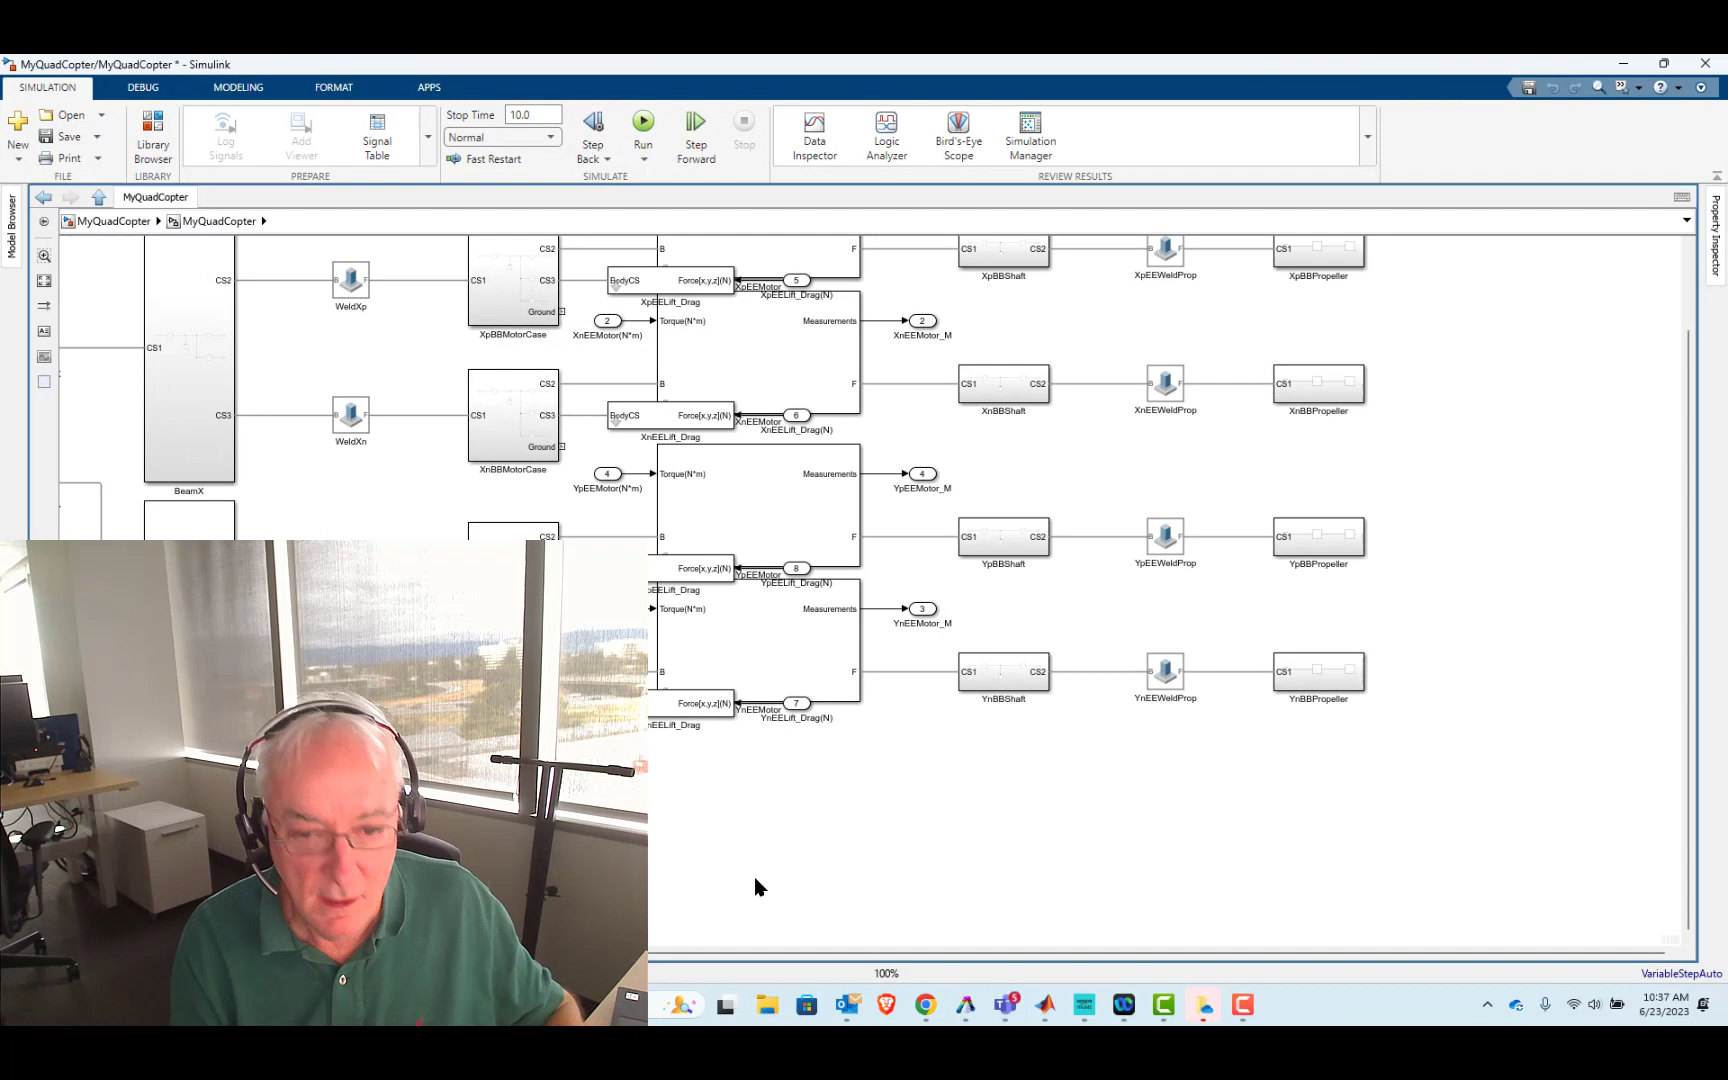 MyQuadCopter/MyQuadCopter * - Simulink
SIMULATION DEBUG MODELING FORMAT APPS
New Open Save Print
FILE
Library Browser
LIBRARY
Log Signals Add Viewer Signal Table
PREPARE
Stop Time 10.0
Normal
Fast Restart
Step Back Run Step Forward Stop
SIMULATE
Data Inspector Logic Analyzer Bird's-Eye Scope Simulation Manager
REVIEW RESULTS
Model Browser
Property Inspector
MyQuadCopter
MyQuadCopter MyQuadCopter
CS2 B F CS1 CS2 B F CS1
XpBBShaft XpEEWeldProp XpBBPropeller
CS2 B F CS1 CS3 BodyCS Force[x,y,z](N) XpEEMotor 5
WeldXp XpEELift_Drag XpEELift_Drag(N)
Ground
XpBBMotorCase
2 Torque(N*m) Measurements 2
XnEEMotor(N*m) XnEEMotor_M
CS1
CS2 B F CS1 CS2 B F CS1
XnBBShaft XnEEWeldProp XnBBPropeller
CS3 B F CS1 CS3 BodyCS Force[x,y,z](N) XnEEMotor 6
WeldXn XnEELift_Drag XnEELift_Drag(N)
Ground
XnBBMotorCase
BeamX
4 Torque(N*m) Measurements 4
YpEEMotor(N*m) YpEEMotor_M
CS2 B F CS1 CS2 B F CS1
YpBBShaft YpEEWeldProp YpBBPropeller
Force[x,y,z](N) YpEEMotor 8
pEELift_Drag YpEELift_Drag(N)
Torque(N*m) Measurements 3
YnEEMotor_M
B F CS1 CS2 B F CS1
YnBBShaft YnEEWeldProp YnBBPropeller
Force[x,y,z](N) YnEEMotor 7
nEELift_Drag YnEELift_Drag(N)
100% VariableStepAuto
5
10:37 AM
6/23/2023